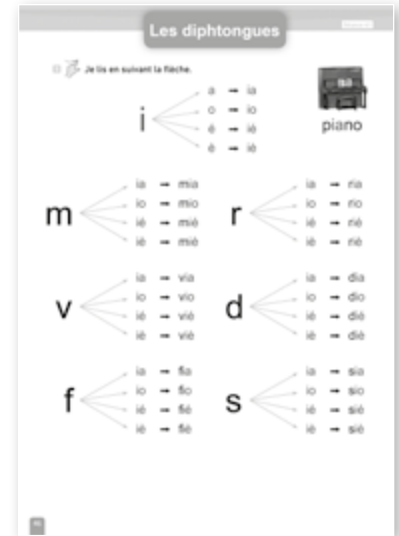 Les diphtongues
Je lis en suivant la flèche.
i
a → ia
o → io
é → ié
è → iè
piano
m
ia → mia
io → mio
ié → mié
iè → miè
r
ia → ria
io → rio
ié → rié
iè → riè
v
ia → via
io → vio
ié → vié
iè → viè
d
ia → dia
io → dio
ié → dié
iè → diè
f
ia → fia
io → fio
ié → fié
iè → fiè
s
ia → sia
io → sio
ié → sié
iè → siè